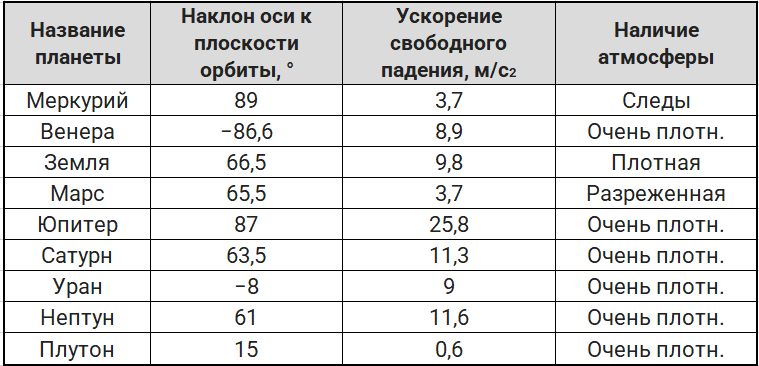 Название планеты | Наклон оси к плоскости орбиты, ° | Ускорение свободного падения, м/с2 | Наличие атмосферы
Меркурий | 89 | 3,7 | Следы
Венера | −86,6 | 8,9 | Очень плотн.
Земля | 66,5 | 9,8 | Плотная
Марс | 65,5 | 3,7 | Разреженная
Юпитер | 87 | 25,8 | Очень плотн.
Сатурн | 63,5 | 11,3 | Очень плотн.
Уран | −8 | 9 | Очень плотн.
Нептун | 61 | 11,6 | Очень плотн.
Плутон | 15 | 0,6 | Очень плотн.